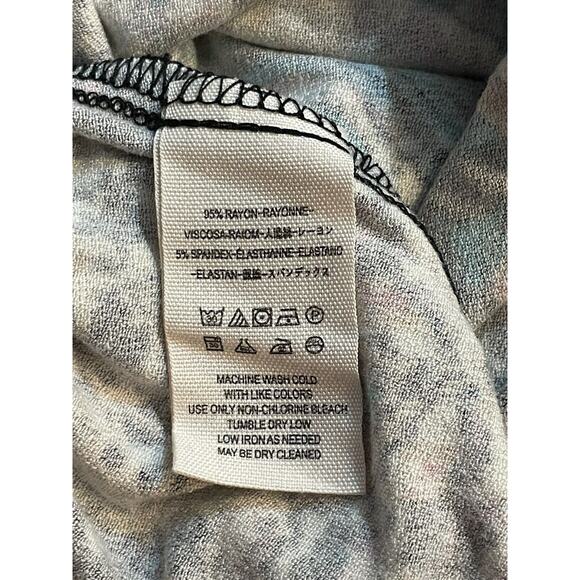 95% RAYON-RAYONNE-
VISCOSA-RAIOM-人造絲-レーヨン
5% SPANDEX-ELASTHANNE-ELASTANO
-ELASTAN-スパンデックス
30 P
30
MACHINE WASH COLD
WITH LIKE COLORS
USE ONLY NON-CHLORINE BLEACH
TUMBLE DRY LOW
LOW IRON AS NEEDED
MAY BE DRY CLEANED